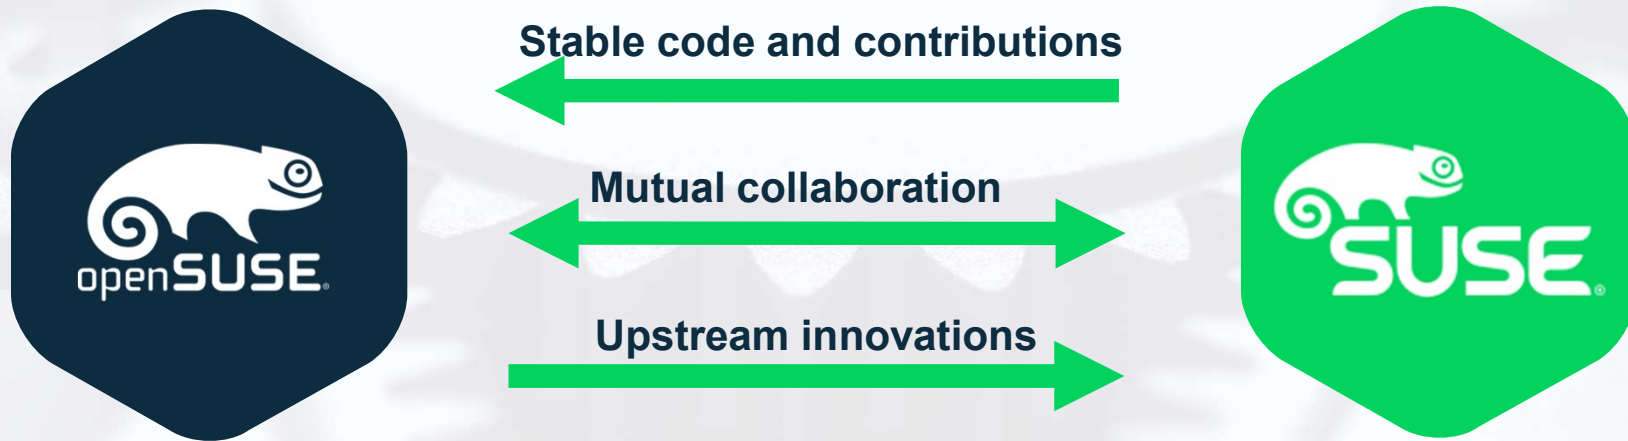 Stable code and contributions
Mutual collaboration
Upstream innovations
openSUSE®
SUSE®